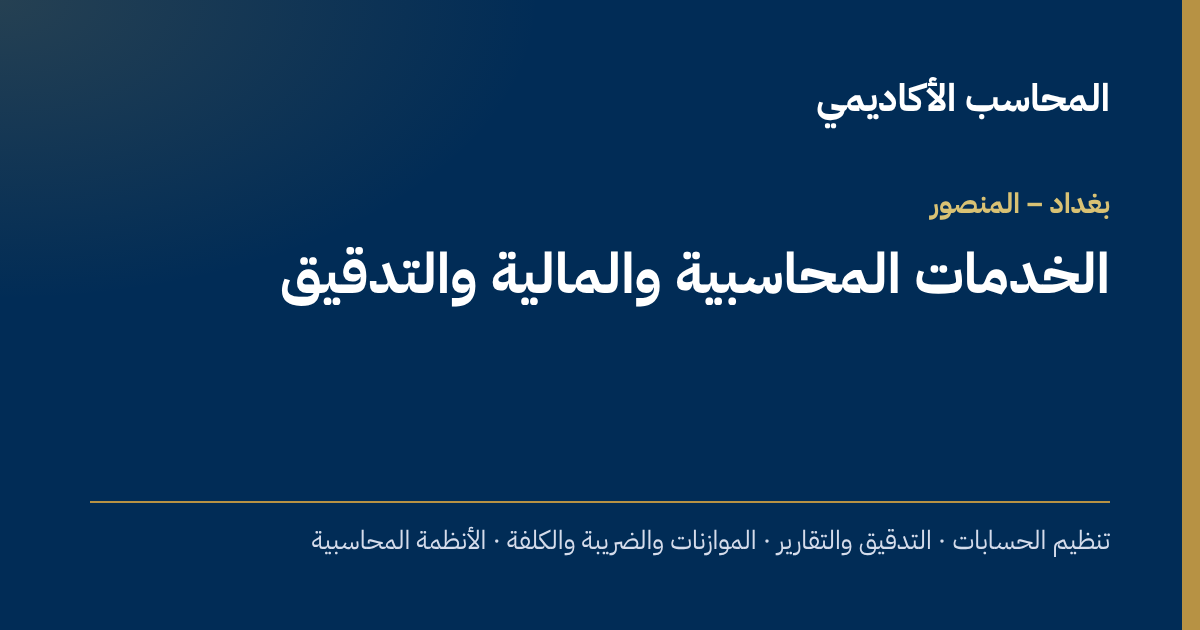 المحاسب الأكاديمي
بغداد – المنصور
الخدمات المحاسبية والمالية والتدقيق
تنظيم الحسابات · التدقيق والتقارير · الموازنات والضريبة والكلفة · الأنظمة المحاسبية